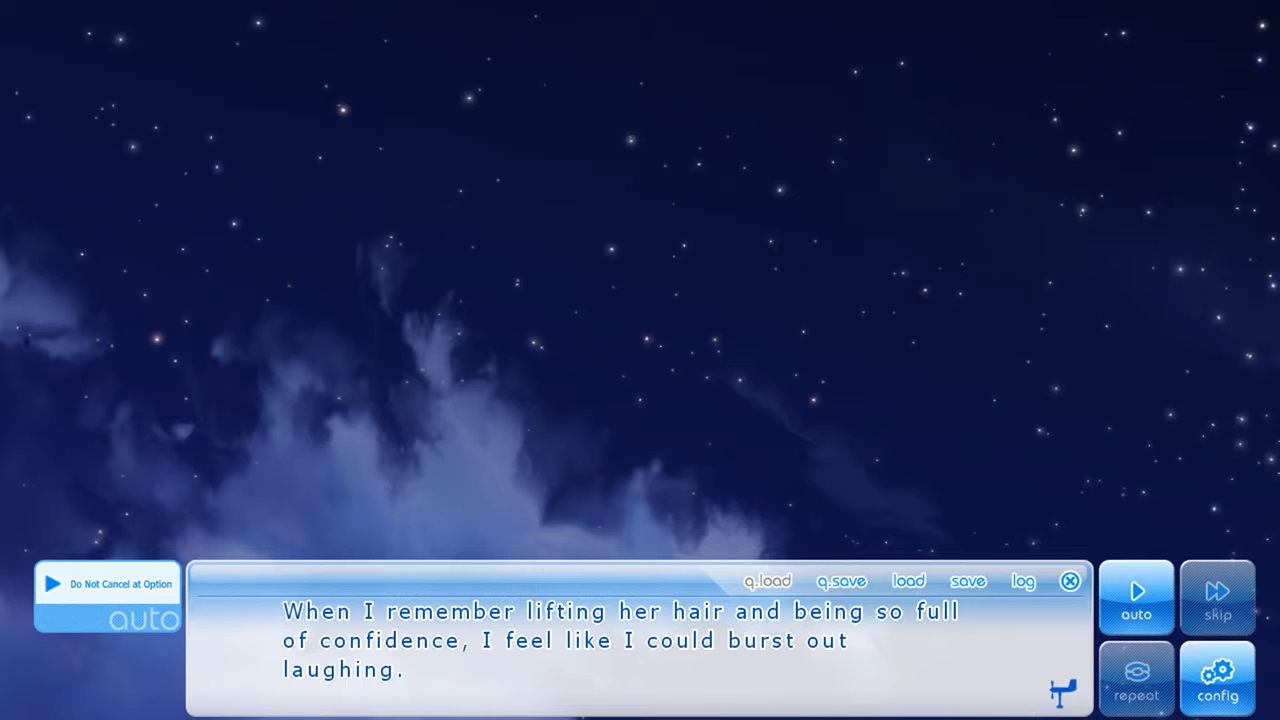 Do Not Cancel at Option
auto
q.load q.save load save log
When I remember lifting her hair and being so full
of confidence, I feel like I could burst out
laughing.
auto
skip
repeat
config